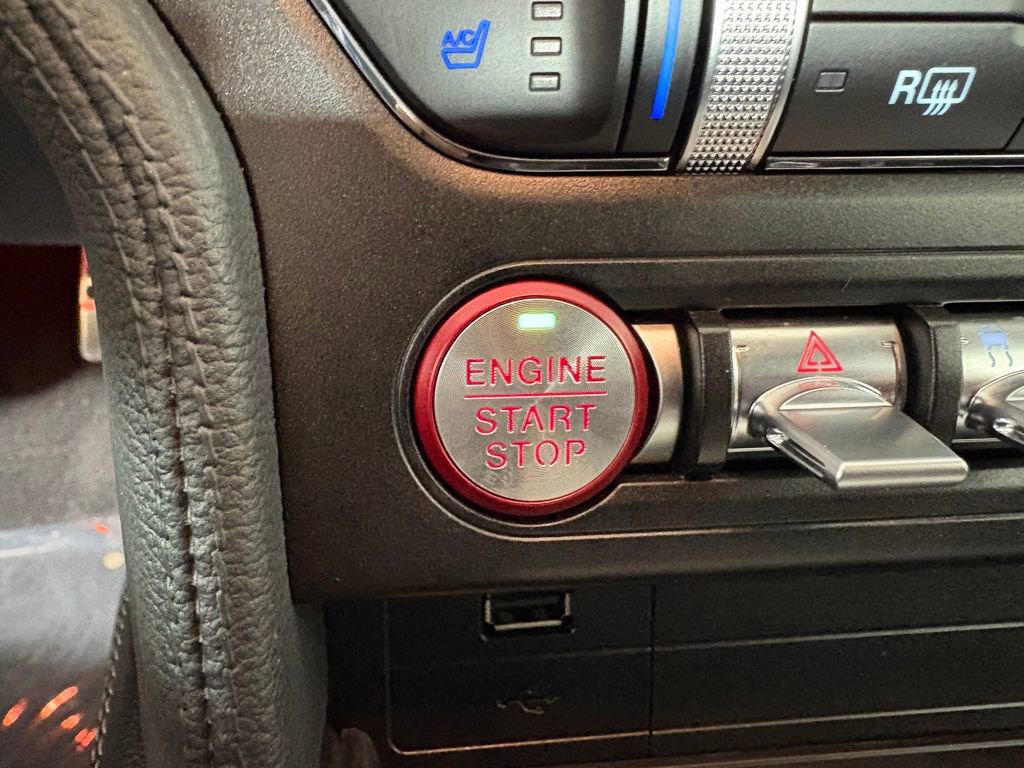 A/C
R
ENGINE
START
STOP